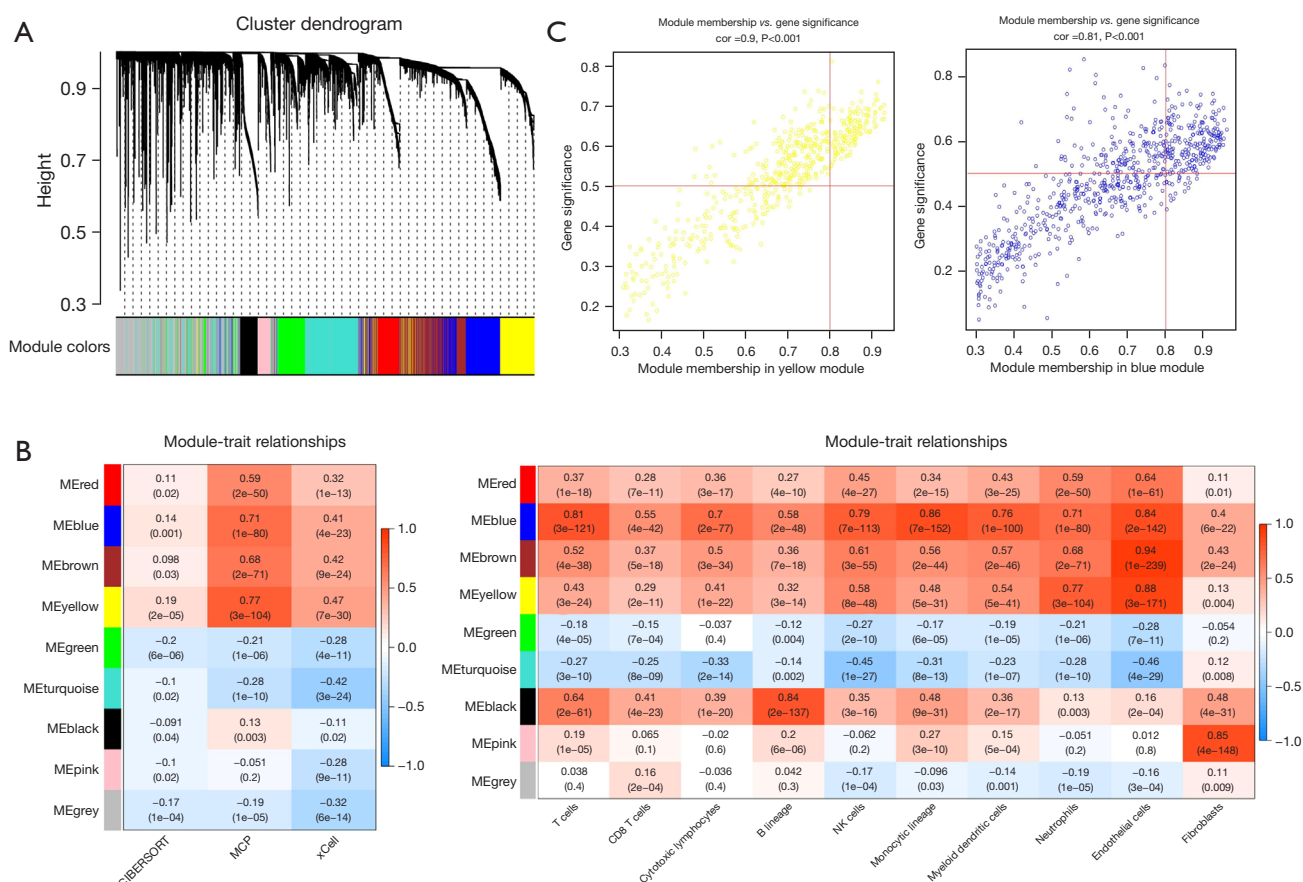 A
Cluster dendrogram
Height
0.9
0.7
0.5
0.3
Module colors
C
Module membership vs. gene significance
cor =0.9, P<0.001
Gene significance
0.8
0.7
0.6
0.5
0.4
0.3
0.2
0.3 0.4 0.5 0.6 0.7 0.8 0.9
Module membership in yellow module
Module membership vs. gene significance
cor =0.81, P<0.001
Gene significance
0.8
0.6
0.4
0.2
0.3 0.4 0.5 0.6 0.7 0.8 0.9
Module membership in blue module
B
Module-trait relationships
MEred 0.11 0.59 0.32
(0.02) (2e-50) (1e-13)
MEblue 0.14 0.71 0.41
(0.001) (1e-80) (4e-23)
MEbrown 0.098 0.68 0.42
(0.03) (2e-71) (9e-24)
MEyellow 0.19 0.77 0.47
(2e-05) (3e-104) (7e-30)
MEgreen −0.2 −0.21 −0.28
(6e-06) (1e-06) (4e-11)
MEturquoise −0.1 −0.28 −0.42
(0.02) (1e-10) (3e-24)
MEblack −0.091 0.13 −0.11
(0.04) (0.003) (0.02)
MEpink −0.1 −0.051 −0.28
(0.02) (0.2) (9e-11)
MEgrey −0.17 −0.19 −0.32
(1e-04) (1e-05) (6e-14)
MCP xCell
1.0
0.5
0.0
−0.5
−1.0
Module-trait relationships
MEred 0.37 0.28 0.36 0.27 0.45 0.34 0.43 0.59 0.64 0.11
(1e-18) (7e-11) (3e-17) (4e-10) (4e-27) (2e-15) (3e-25) (2e-50) (1e-61) (0.01)
MEblue 0.81 0.55 0.7 0.58 0.79 0.86 0.76 0.71 0.84 0.4
(3e-121) (4e-42) (2e-77) (2e-48) (7e-113) (7e-152) (1e-100) (1e-80) (2e-142) (6e-22)
MEbrown 0.52 0.37 0.5 0.36 0.61 0.56 0.57 0.68 0.94 0.43
(4e-38) (5e-18) (3e-34) (7e-18) (3e-55) (2e-44) (2e-46) (2e-71) (1e-239) (2e-24)
MEyellow 0.43 0.29 0.41 0.32 0.58 0.48 0.54 0.77 0.88 0.13
(3e-24) (2e-11) (1e-22) (3e-14) (8e-48) (5e-31) (5e-41) (3e-104) (3e-171) (0.004)
MEgreen −0.18 −0.15 −0.037 −0.12 −0.27 −0.17 −0.19 −0.21 −0.28 −0.054
(4e-05) (7e-04) (0.4) (0.004) (2e-10) (6e-05) (1e-05) (1e-06) (7e-11) (0.2)
MEturquoise −0.27 −0.25 −0.33 −0.14 −0.45 −0.31 −0.23 −0.28 −0.46 0.12
(3e-10) (8e-09) (2e-14) (0.002) (1e-27) (8e-13) (1e-07) (1e-10) (4e-29) (0.008)
MEblack 0.64 0.41 0.39 0.84 0.35 0.48 0.36 0.13 0.16 0.48
(2e-61) (4e-23) (1e-20) (2e-137) (3e-16) (9e-31) (2e-17) (0.003) (2e-04) (4e-31)
MEpink 0.19 0.065 −0.02 0.2 −0.062 0.27 0.15 −0.051 0.012 0.85
(1e-05) (0.1) (0.6) (6e-06) (0.2) (3e-10) (5e-04) (0.2) (0.8) (4e-148)
MEgrey 0.038 0.16 −0.036 0.042 −0.17 −0.096 −0.14 −0.19 −0.16 0.11
(0.4) (2e-04) (0.4) (0.3) (1e-04) (0.03) (0.001) (1e-05) (3e-04) (0.009)
T cells CD8 T cells Cytotoxic lymphocytes B lineage NK cells Monocytic lineage Myeloid dendritic cells Neutrophils Endothelial cells Fibroblasts
1.0
0.5
0.0
−0.5
−1.0